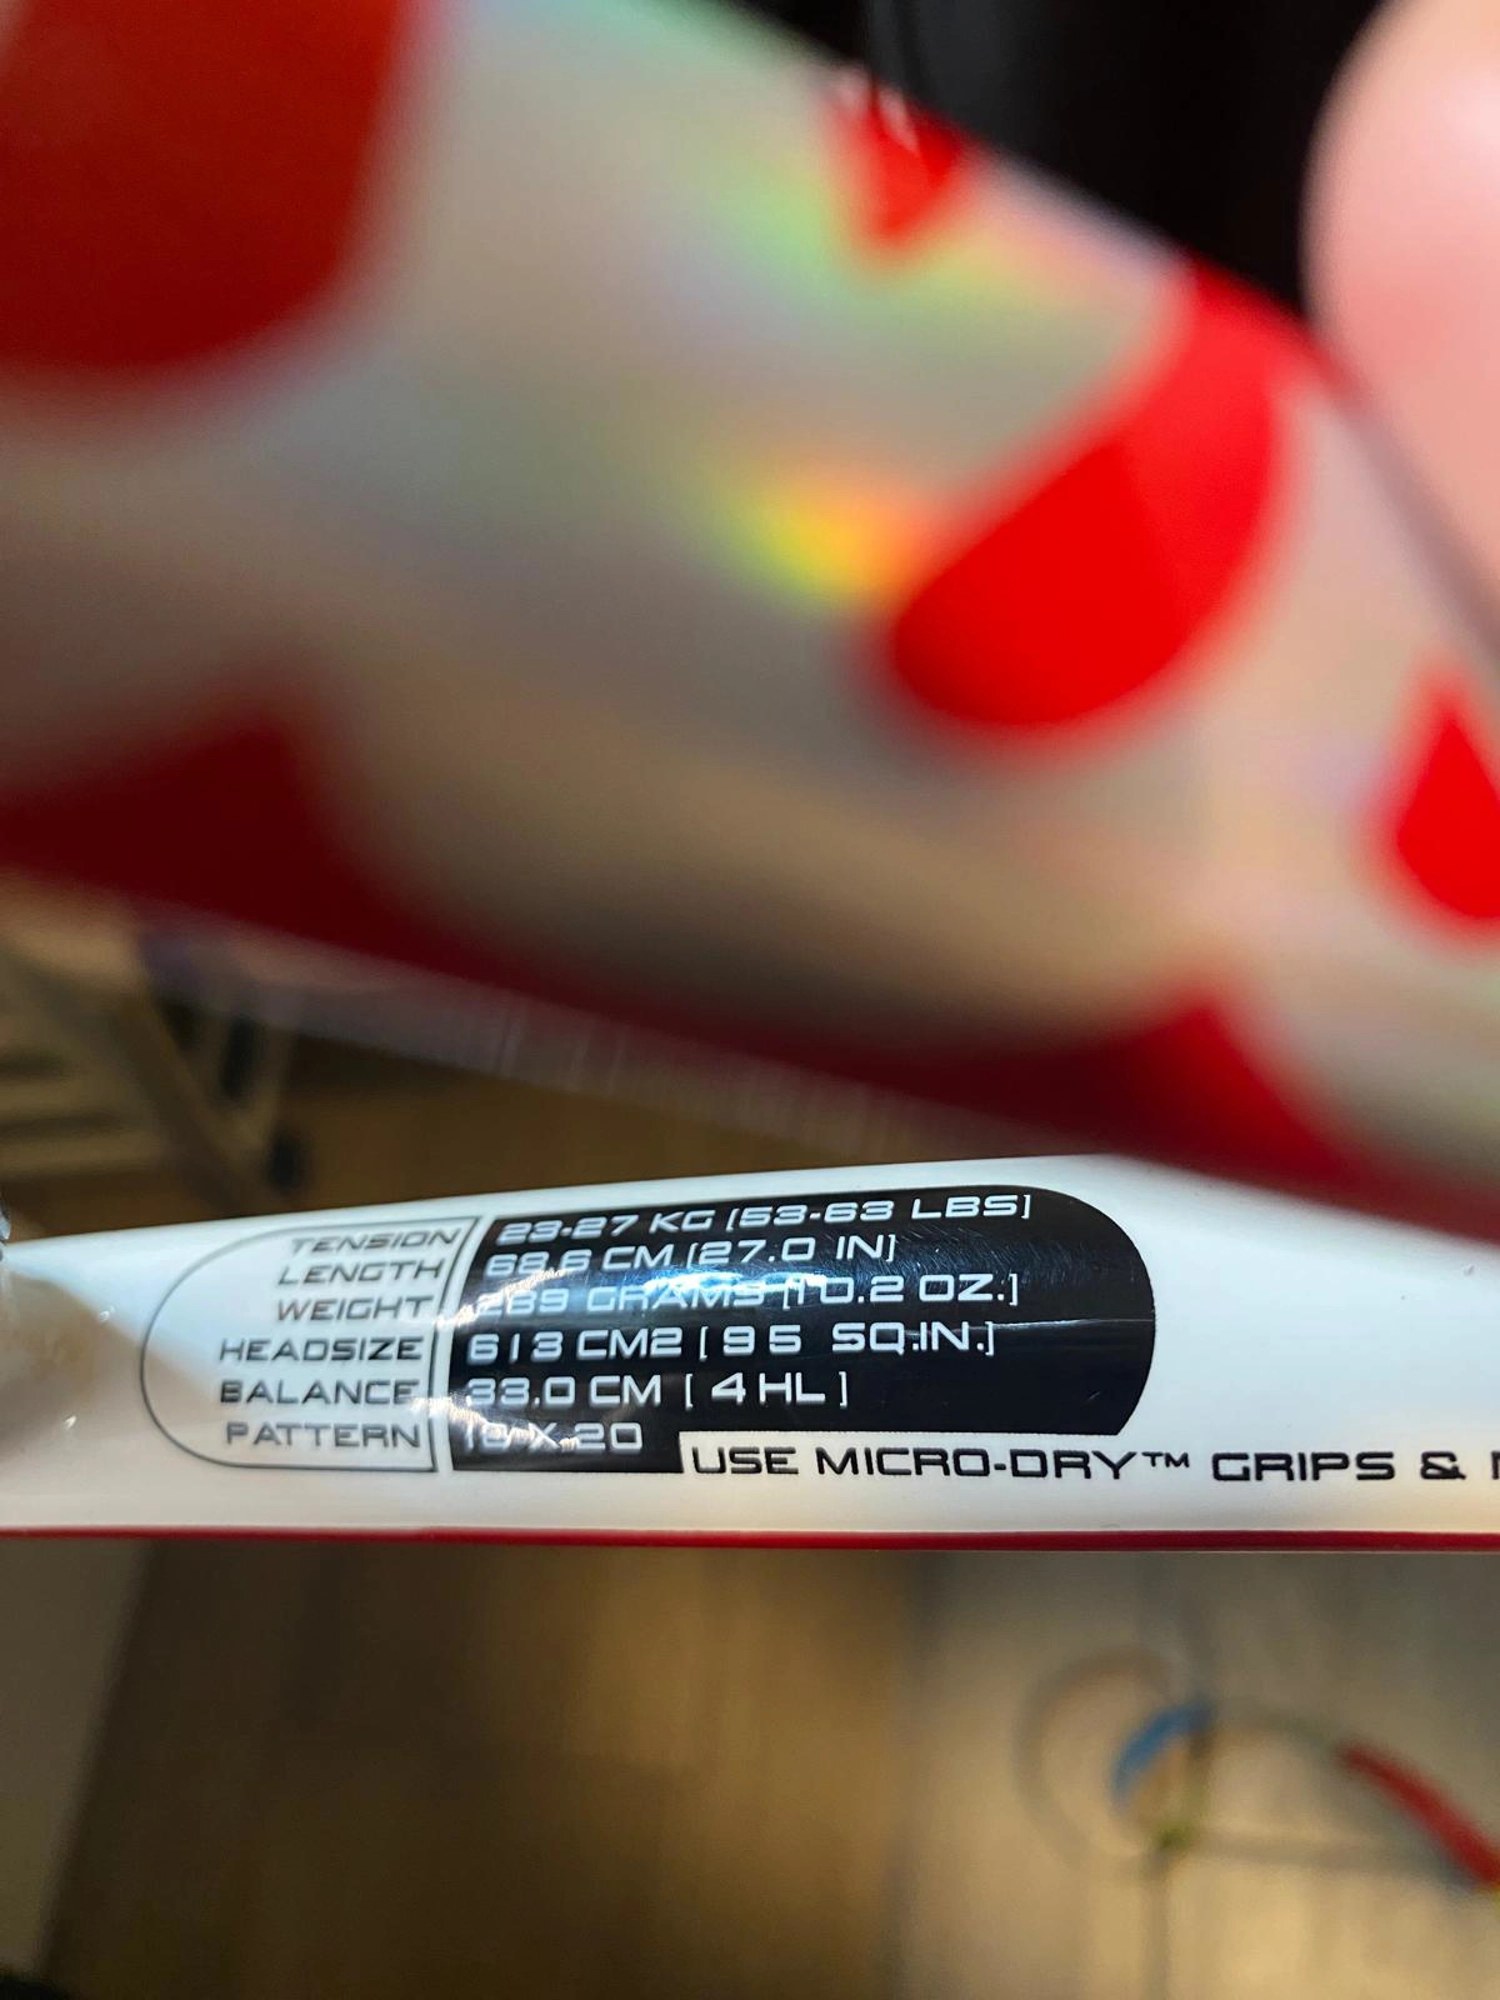 TENSION 23-27 KG [53-63 LBS]
LENGTH 68.6 CM [27.0 IN]
WEIGHT 289 GRAMS [10.2 OZ.]
HEADSIZE 613 CM2 [ 95 SQ.IN.]
BALANCE 33.0 CM [ 4 HL ]
PATTERN X 20
USE MICRO-DRY™ GRIPS &